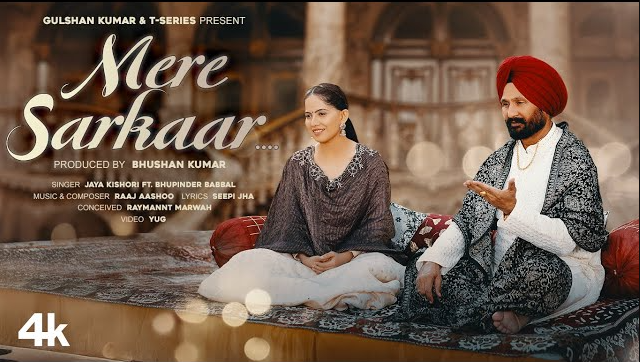 GULSHAN KUMAR & T-SERIES PRESENT
Mere
Sarkaar....
PRODUCED BY BHUSHAN KUMAR
SINGER JAYA KISHORI FT. BHUPINDER BABBAL
MUSIC & COMPOSER RAAJ AASHOO LYRICS SEEPI JHA
CONCEIVED RAYMANNT MARWAH
VIDEO YUG
4k